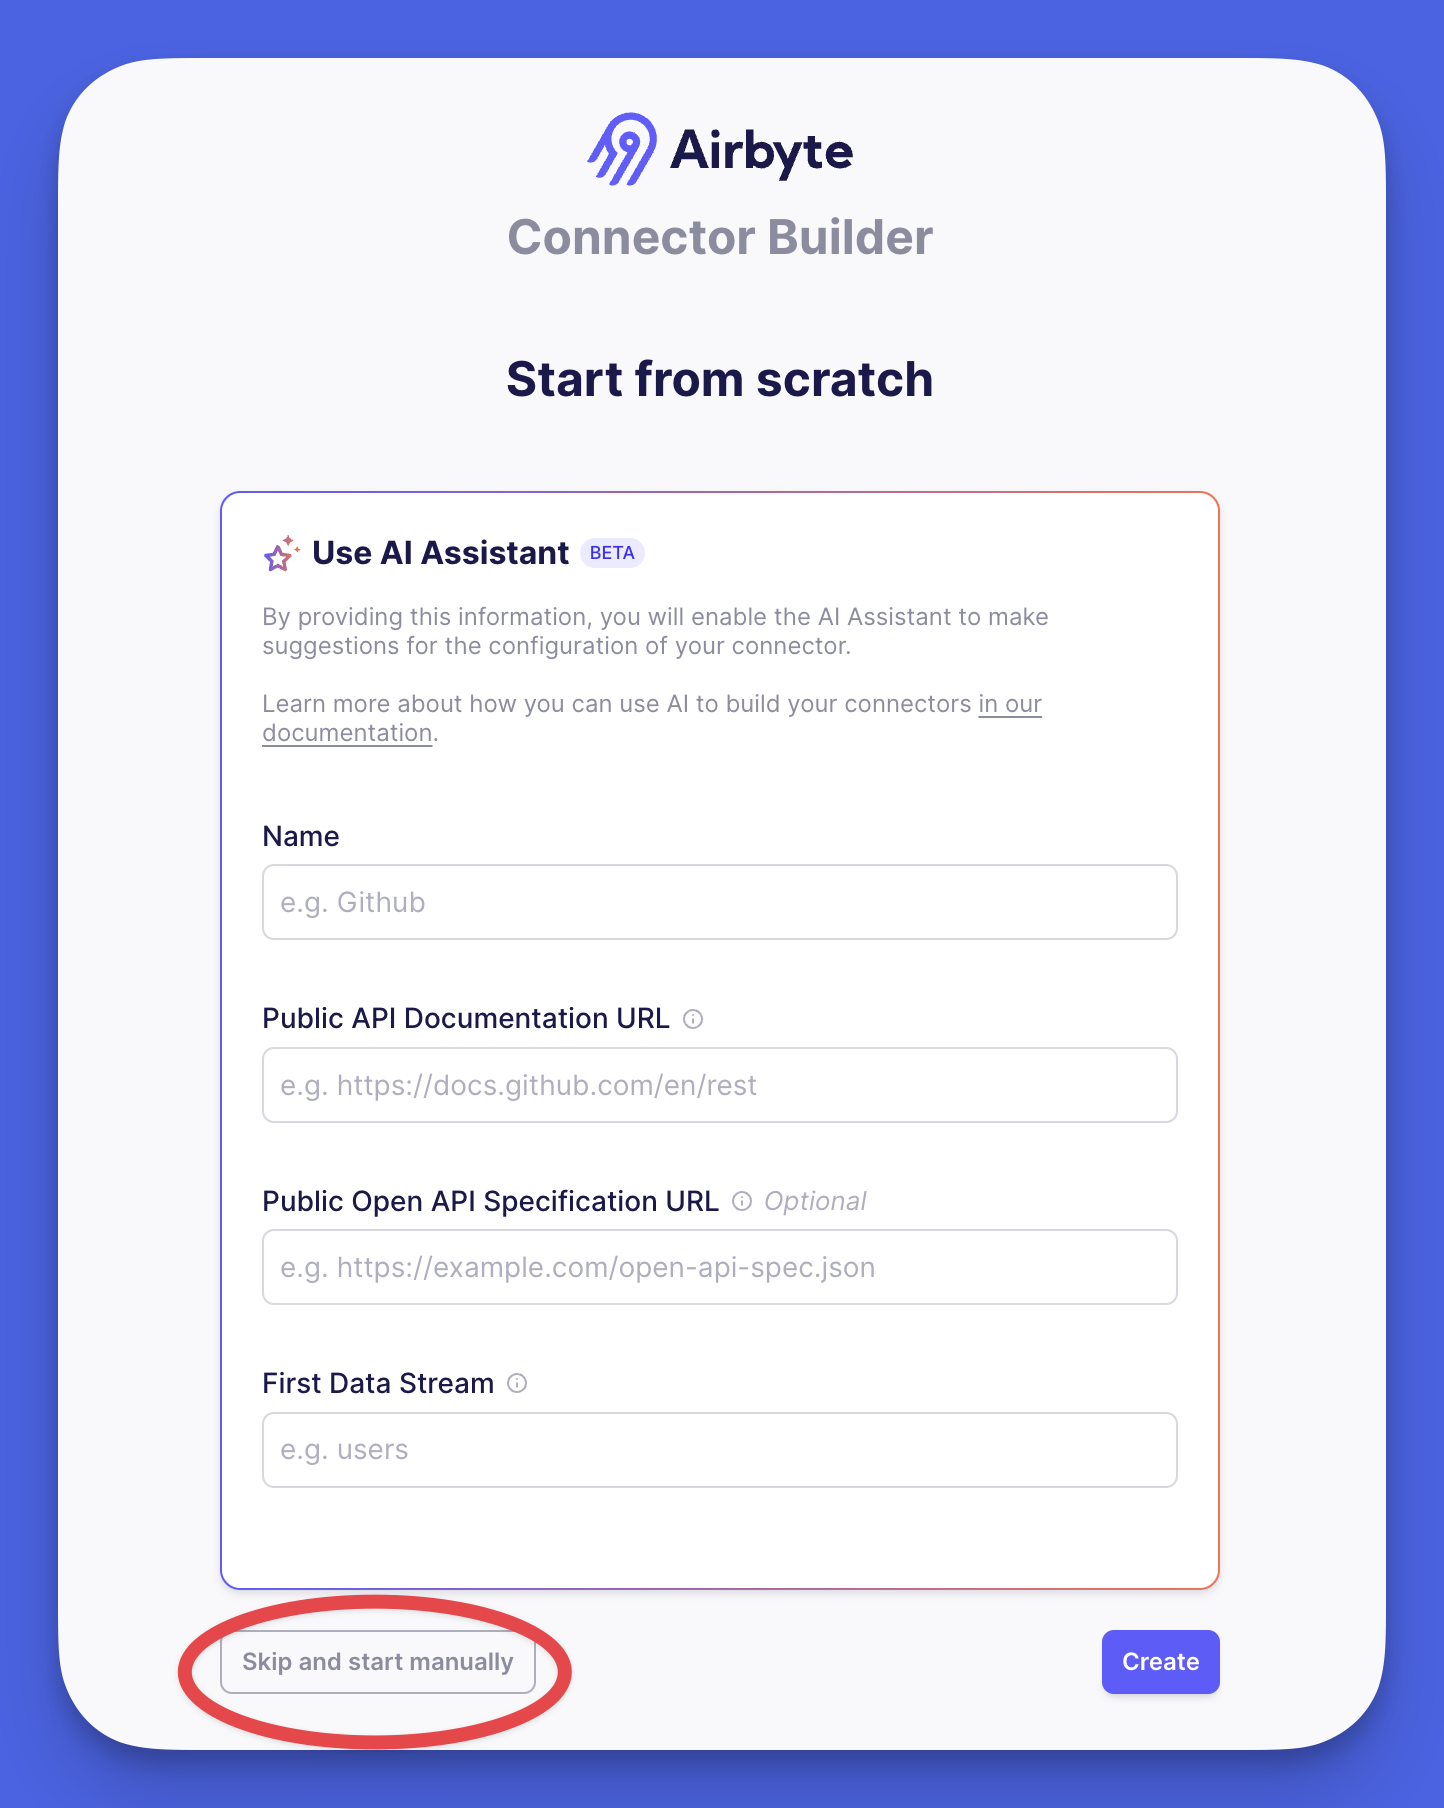 Airbyte
Connector Builder
Start from scratch
Use AI Assistant BETA
By providing this information, you will enable the AI Assistant to make
suggestions for the configuration of your connector.
Learn more about how you can use AI to build your connectors in our
documentation.
Name
e.g. Github
Public API Documentation URL
e.g. https://docs.github.com/en/rest
Public Open API Specification URL Optional
e.g. https://example.com/open-api-spec.json
First Data Stream
e.g. users
Skip and start manually
Create